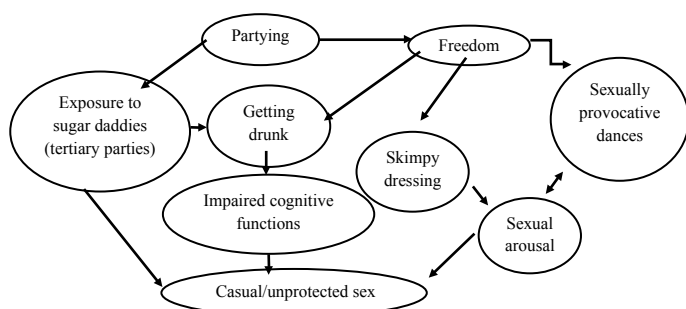 Partying
Freedom
Exposure to
sugar daddies
(tertiary parties)
Getting
drunk
Sexually
provocative
dances
Skimpy
dressing
Impaired cognitive
functions
Sexual
arousal
Casual/unprotected sex